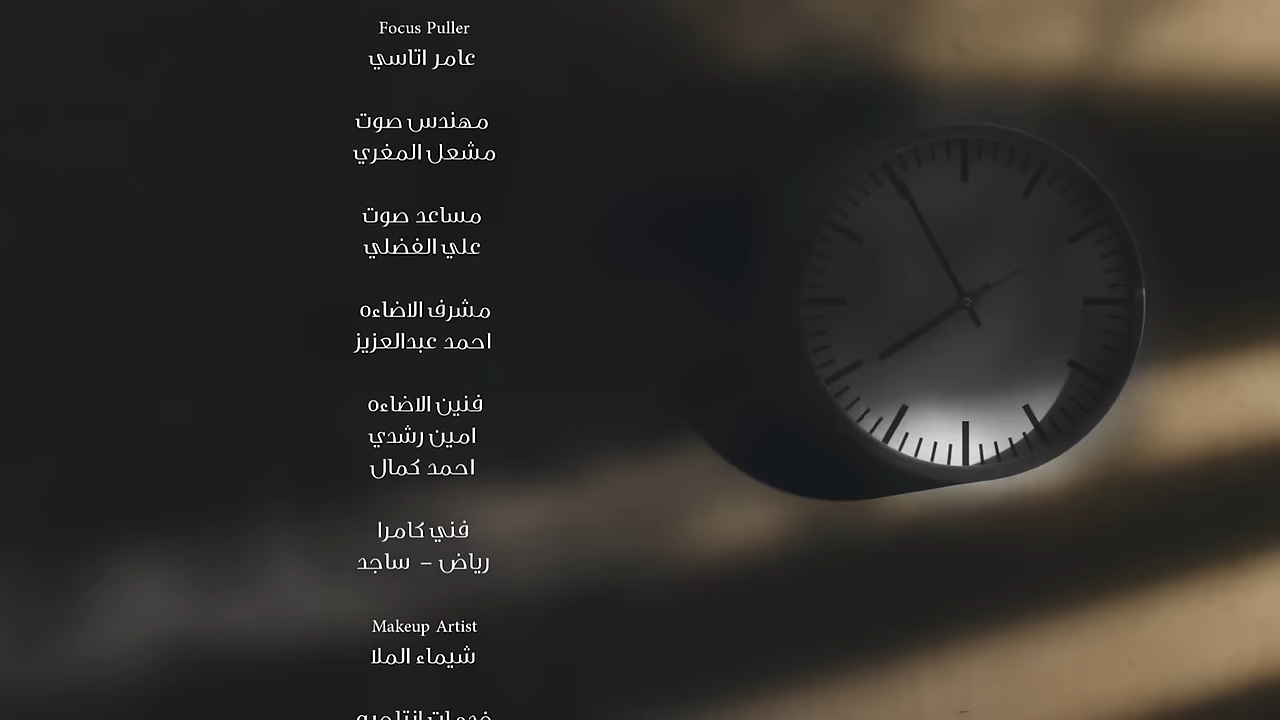 Focus Puller
عامر اتاسي
مهندس صوت
مشعل المغري
مساعد صوت
علي الفضلي
مشرف الاضاءه
احمد عبدالعزيز
فنين الاضاءه
امين رشدي
احمد كمال
فني كامرا
رياض – ساجد
Makeup Artist
شيماء الملا